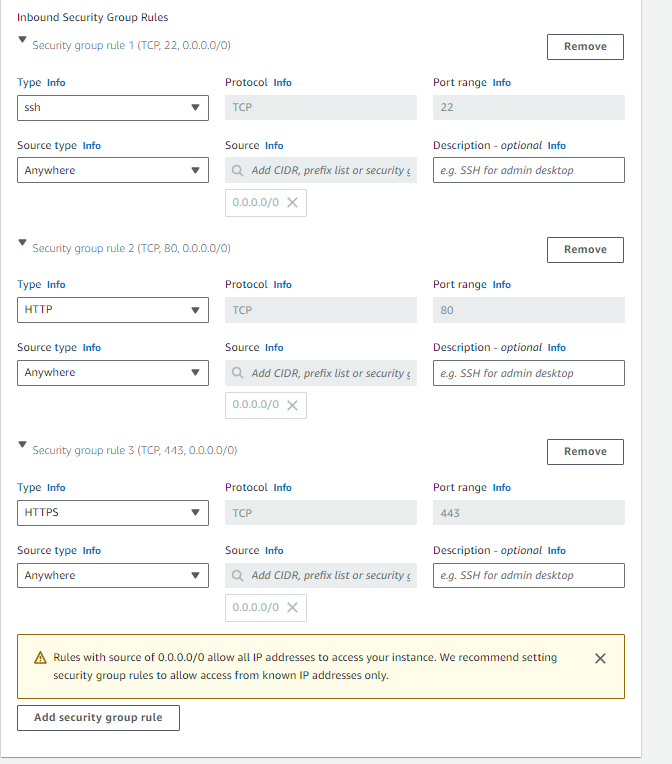 Inbound Security Group Rules
Security group rule 1 (TCP, 22, 0.0.0.0/0)
Remove
Type Info
Protocol Info
Port range Info
ssh
TCP
22
Source type Info
Source Info
Description - optional Info
Anywhere
Add CIDR, prefix list or security g
e.g. SSH for admin desktop
0.0.0.0/0
Security group rule 2 (TCP, 80, 0.0.0.0/0)
Remove
Type Info
Protocol Info
Port range Info
HTTP
TCP
80
Source type Info
Source Info
Description - optional Info
Anywhere
Add CIDR, prefix list or security g
e.g. SSH for admin desktop
0.0.0.0/0
Security group rule 3 (TCP, 443, 0.0.0.0/0)
Remove
Type Info
Protocol Info
Port range Info
HTTPS
TCP
443
Source type Info
Source Info
Description - optional Info
Anywhere
Add CIDR, prefix list or security g
e.g. SSH for admin desktop
0.0.0.0/0
Rules with source of 0.0.0.0/0 allow all IP addresses to access your instance. We recommend setting
security group rules to allow access from known IP addresses only.
Add security group rule